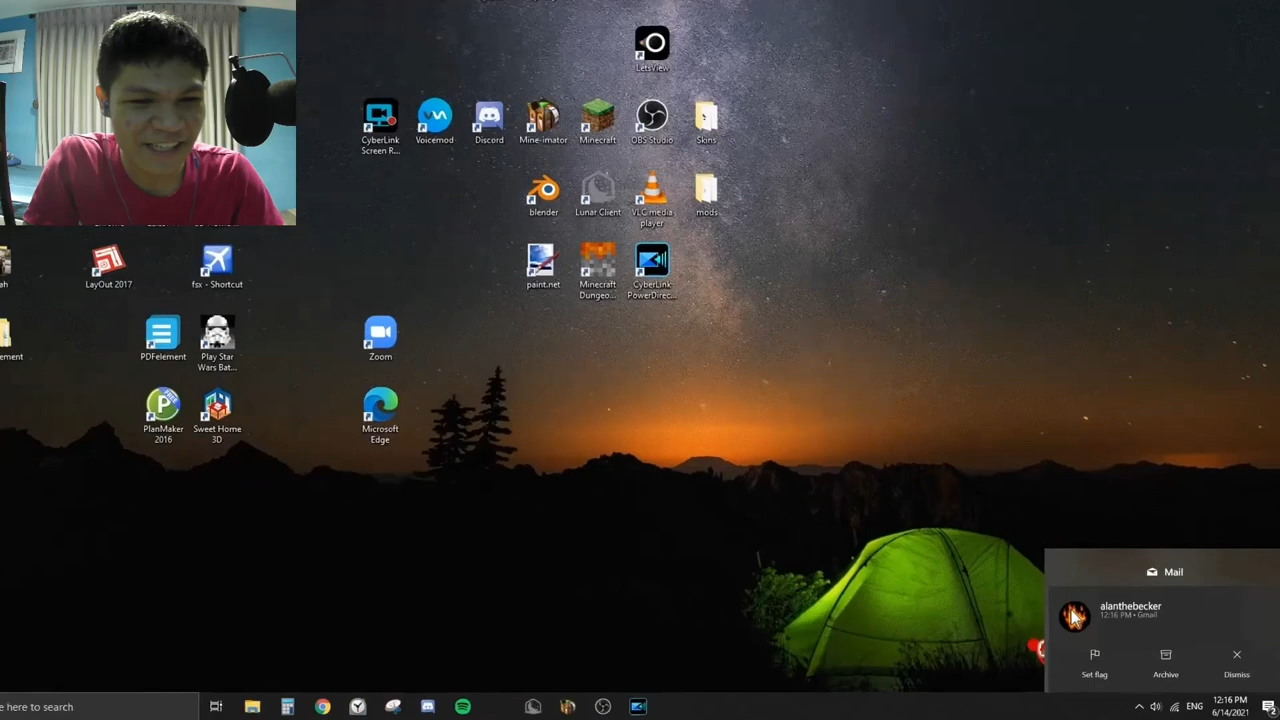 LetsView
CyberLink
Screen R...
Voicemod
Discord
Mine-imator
Minecraft
OBS Studio
Skins
blender
Lunar Client
VLC media
player
mods
LayOut 2017
fsx - Shortcut
paint.net
Minecraft
Dungeo...
CyberLink
PowerDirec...
ement
PDFelement
Play Star
Wars Bat...
Zoom
PlanMaker
2016
Sweet Home
3D
Microsoft
Edge
Mail
alanthebecker
12:16 PM • Gmail
Set flag
Archive
Dismiss
e here to search
ENG
12:16 PM
6/14/2021
2